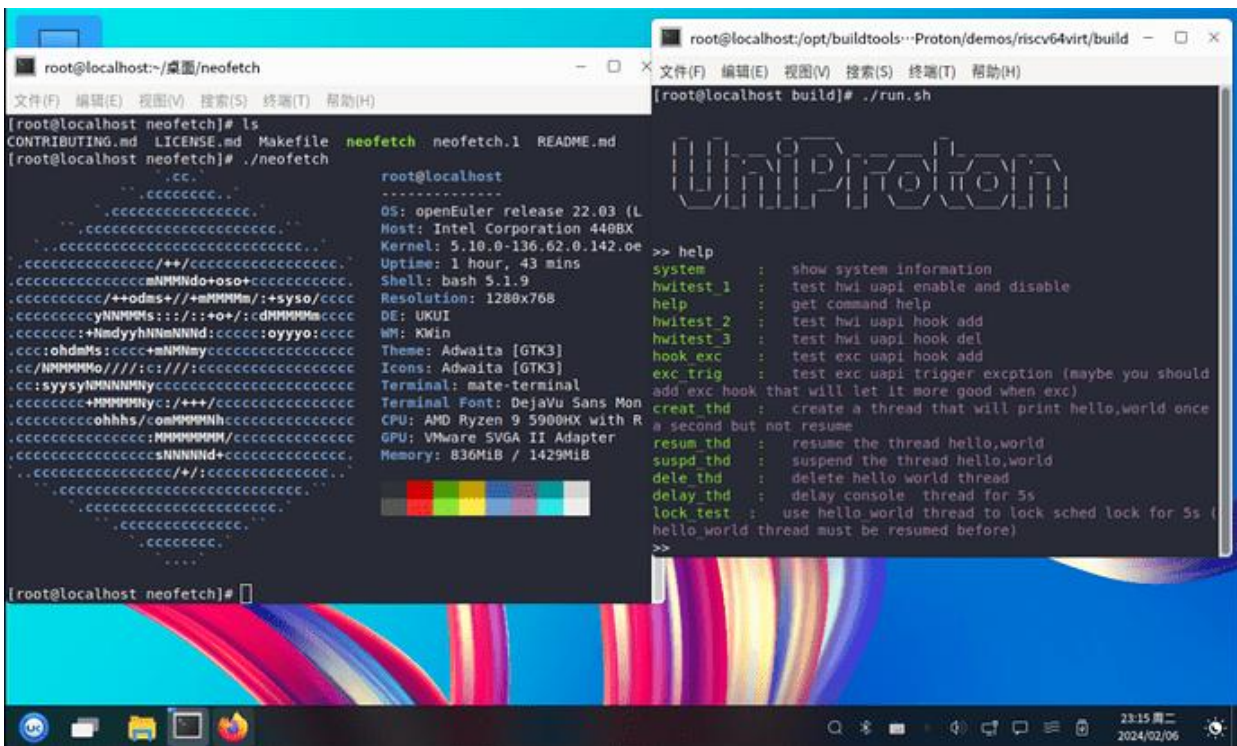 root@localhost:~/桌面/neofetch
文件(F) 编辑(E) 视图(V) 搜索(S) 终端(T) 帮助(H)
[root@localhost neofetch]# ls
CONTRIBUTING.md LICENSE.md Makefile neofetch neofetch.1 README.md
[root@localhost neofetch]# ./neofetch
root@localhost
--------------
OS: openEuler release 22.03 (L
Host: Intel Corporation 440BX
Kernel: 5.10.0-136.62.0.142.oe
Uptime: 1 hour, 43 mins
Shell: bash 5.1.9
Resolution: 1280x768
DE: UKUI
WM: KWin
Theme: Adwaita [GTK3]
Icons: Adwaita [GTK3]
Terminal: mate-terminal
Terminal Font: DejaVu Sans Mon
CPU: AMD Ryzen 9 5900HX with R
GPU: VMware SVGA II Adapter
Memory: 836MiB / 1429MiB
[root@localhost neofetch]#
root@localhost:/opt/buildtools···Proton/demos/riscv64virt/build
文件(F) 编辑(E) 视图(V) 搜索(S) 终端(T) 帮助(H)
[root@localhost build]# ./run.sh
UniProton
>> help
system : show system information
hwitest_1 : test hwi uapi enable and disable
help : get command help
hwitest_2 : test hwi uapi hook add
hwitest_3 : test hwi uapi hook del
hook_exc : test exc uapi hook add
exc_trig : test exc uapi trigger excption (maybe you should
add exc hook that will let it more good when exc)
creat_thd : create a thread that will print hello,world once
a second but not resume
resum_thd : resume the thread hello,world
suspd_thd : suspend the thread hello,world
dele_thd : delete hello world thread
delay_thd : delay console thread for 5s
lock_test : use hello_world thread to lock sched lock for 5s (
hello_world thread must be resumed before)
>>
23:15 周二
2024/02/06